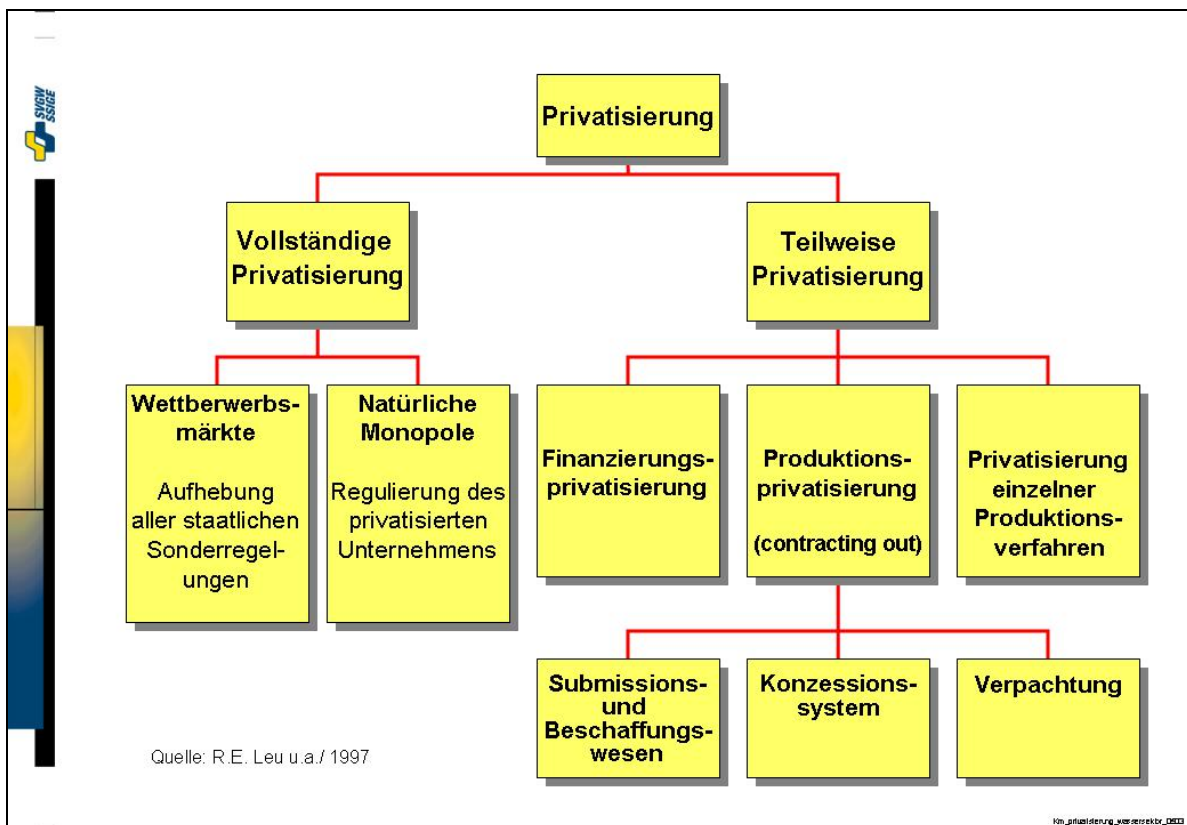 SVGW
SSIGE
Privatisierung
Vollständige
Privatisierung
Teilweise
Privatisierung
Wettberwerbs-
märkte
Aufhebung
aller staatlichen
Sonderregel-
ungen
Natürliche
Monopole
Regulierung des
privatisierten
Unternehmens
Finanzierungs-
privatisierung
Produktions-
privatisierung
(contracting out)
Privatisierung
einzelner
Produktions-
verfahren
Submissions-
und
Beschaffungs-
wesen
Konzessions-
system
Verpachtung
Quelle: R.E. Leu u.a./ 1997